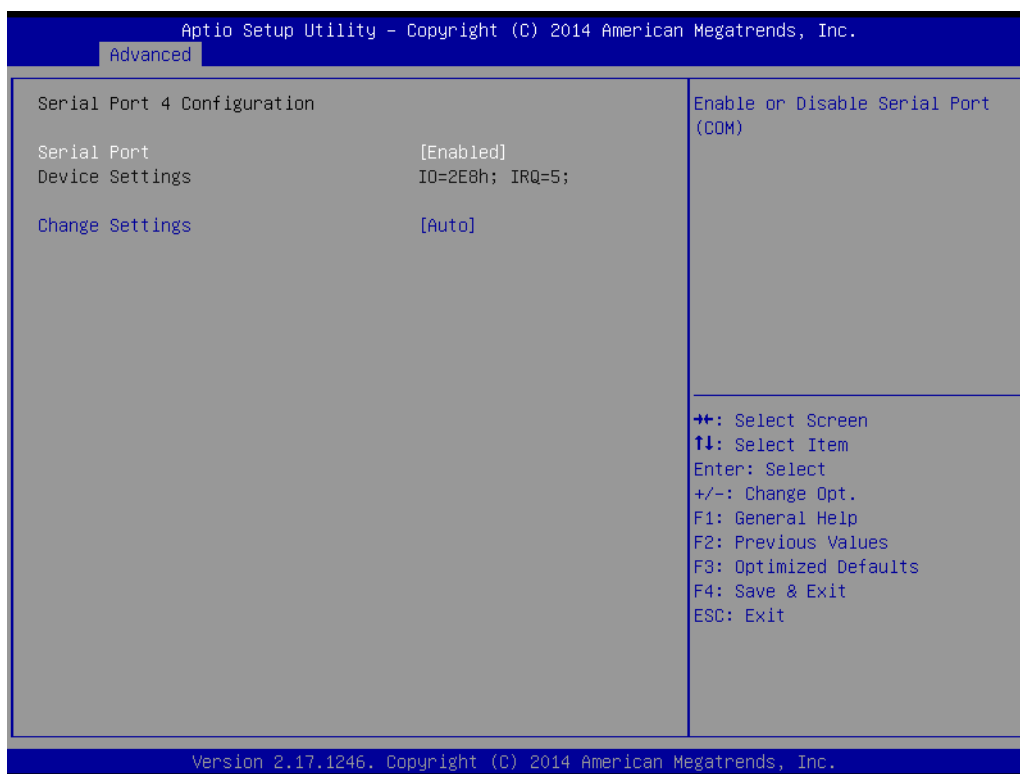 Aptio Setup Utility – Copyright (C) 2014 American Megatrends, Inc.
Advanced
Serial Port 4 Configuration
Serial Port [Enabled]
Device Settings IO=2E8h; IRQ=5;
Change Settings [Auto]
Enable or Disable Serial Port
(COM)
→←: Select Screen
↑↓: Select Item
Enter: Select
+/-: Change Opt.
F1: General Help
F2: Previous Values
F3: Optimized Defaults
F4: Save & Exit
ESC: Exit
Version 2.17.1246. Copyright (C) 2014 American Megatrends, Inc.